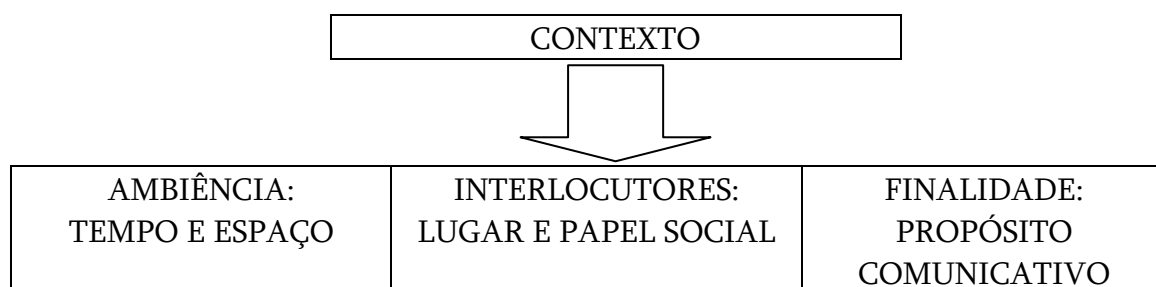 CONTEXTO
AMBIÊNCIA:
TEMPO E ESPAÇO
INTERLOCUTORES:
LUGAR E PAPEL SOCIAL
FINALIDADE:
PROPÓSITO
COMUNICATIVO